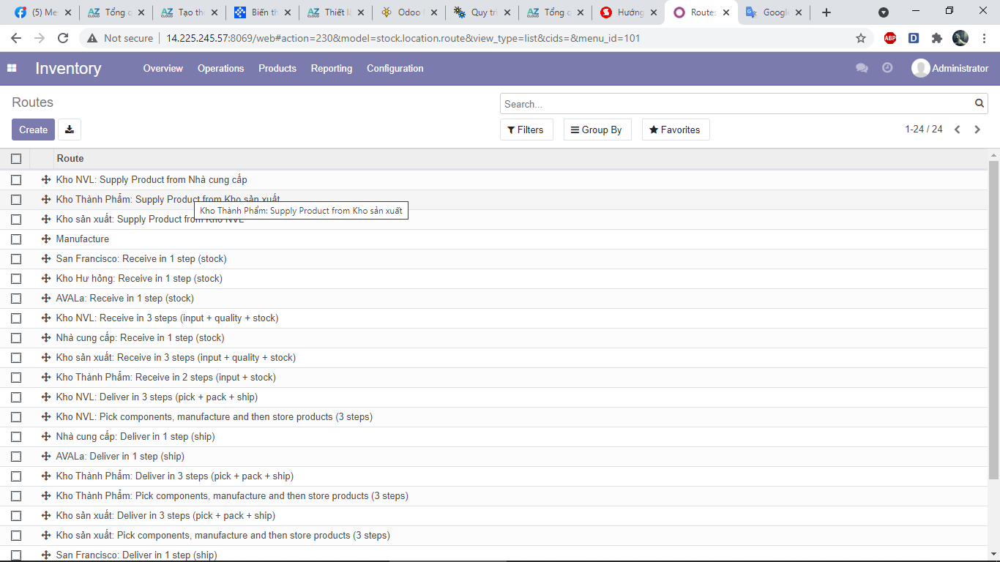 (5) Me
AZ CLOUD Tổng
AZ CLOUD Tạo
Biến
AZ CLOUD Thiết
Odoo
Quy
AZ CLOUD Tổng
Hướng
Routes
Google
Not secure 14.225.245.57:8069/web#action=230&model=stock.location.route&view_type=list&cids=&menu_id=101
ABP D
Inventory Overview Operations Products Reporting Configuration Administrator
Routes
Search...
Create
Filters Group By Favorites 1-24 / 24
Route
Kho NVL: Supply Product from Nhà cung cấp
Kho Thành Phẩm: Supply Product from Kho sản xuất
Kho Thành Phẩm: Supply Product from Kho sản xuất
Kho sản xuất: Supply Product from Kho NVL
Manufacture
San Francisco: Receive in 1 step (stock)
Kho Hư hỏng: Receive in 1 step (stock)
AVALa: Receive in 1 step (stock)
Kho NVL: Receive in 3 steps (input + quality + stock)
Nhà cung cấp: Receive in 1 step (stock)
Kho sản xuất: Receive in 3 steps (input + quality + stock)
Kho Thành Phẩm: Receive in 2 steps (input + stock)
Kho NVL: Deliver in 3 steps (pick + pack + ship)
Kho NVL: Pick components, manufacture and then store products (3 steps)
Nhà cung cấp: Deliver in 1 step (ship)
AVALa: Deliver in 1 step (ship)
Kho Thành Phẩm: Deliver in 3 steps (pick + pack + ship)
Kho Thành Phẩm: Pick components, manufacture and then store products (3 steps)
Kho sản xuất: Deliver in 3 steps (pick + pack + ship)
Kho sản xuất: Pick components, manufacture and then store products (3 steps)
San Francisco: Deliver in 1 step (ship)